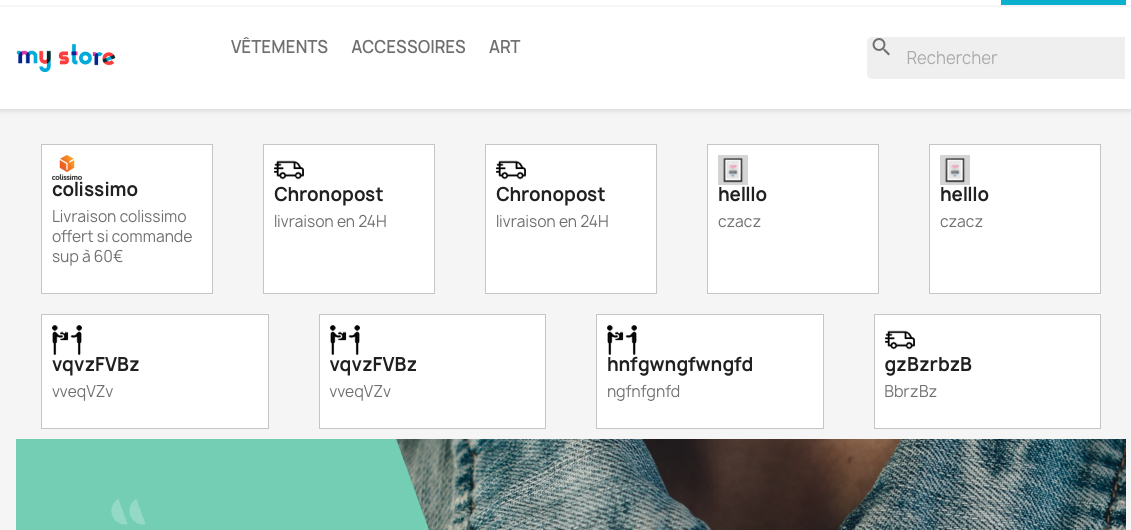 my store
VÊTEMENTS ACCESSOIRES ART
Rechercher
colissimo
colissimo
Livraison colissimo
offert si commande
sup à 60€
Chronopost
livraison en 24H
Chronopost
livraison en 24H
helllo
czacz
helllo
czacz
vqvzFVBz
vveqVZv
vqvzFVBz
vveqVZv
hnfgwngfwngfd
ngfnfgnfd
gzBzrbzB
BbrzBz